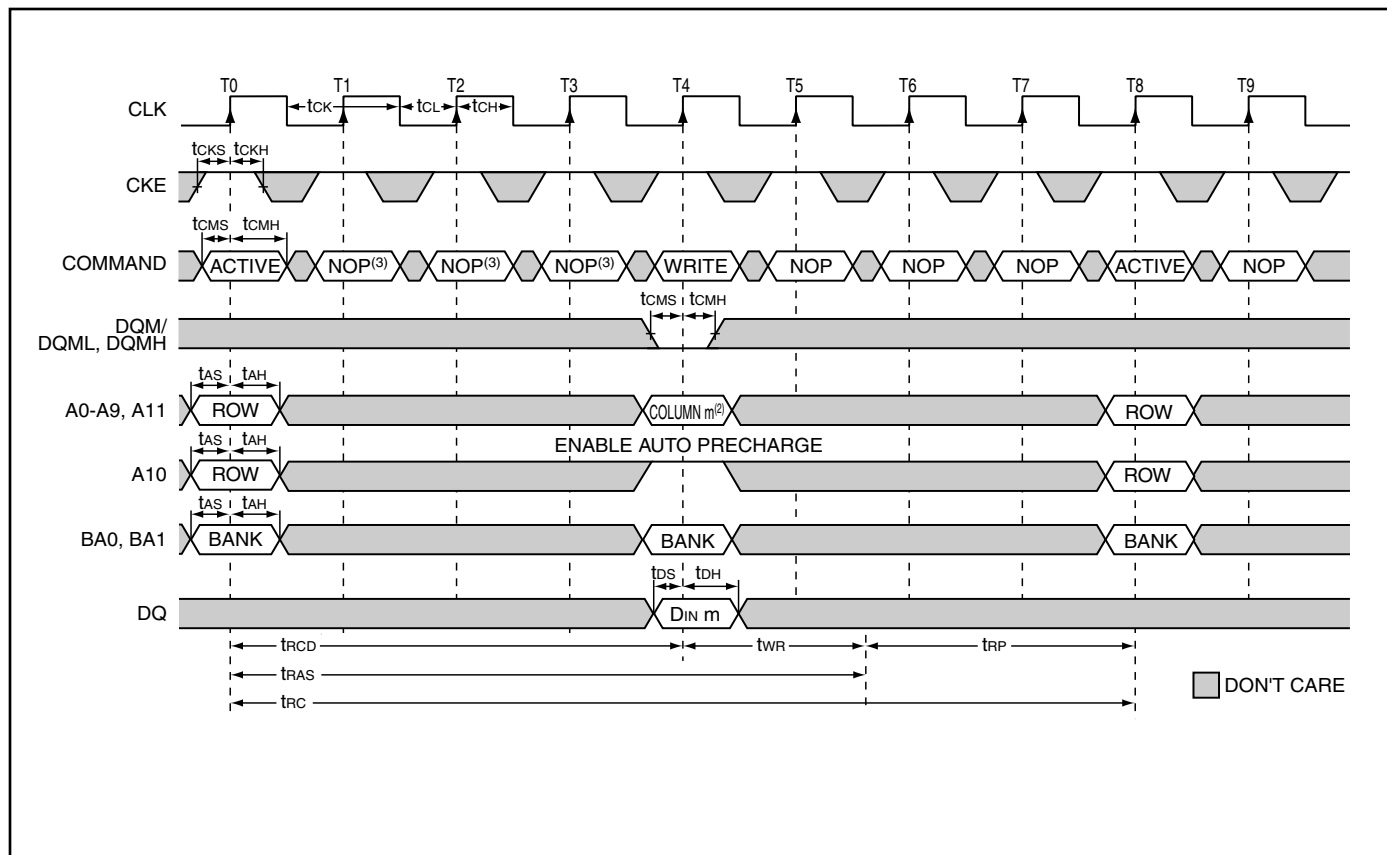 T0 T1 T2 T3 T4 T5 T6 T7 T8 T9
CLK tCK tCL tCH
tCKS tCKH
CKE
tCMS tCMH
COMMAND ACTIVE NOP(3) NOP(3) NOP(3) WRITE NOP NOP NOP ACTIVE NOP
tCMS tCMH
DQM/
DQML, DQMH
tAS tAH
A0-A9, A11 ROW COLUMN m(2) ROW
tAS tAH ENABLE AUTO PRECHARGE
A10 ROW ROW
tAS tAH
BA0, BA1 BANK BANK BANK
tDS tDH
DQ DIN m
tRCD tWR tRP
tRAS
DON'T CARE
tRC